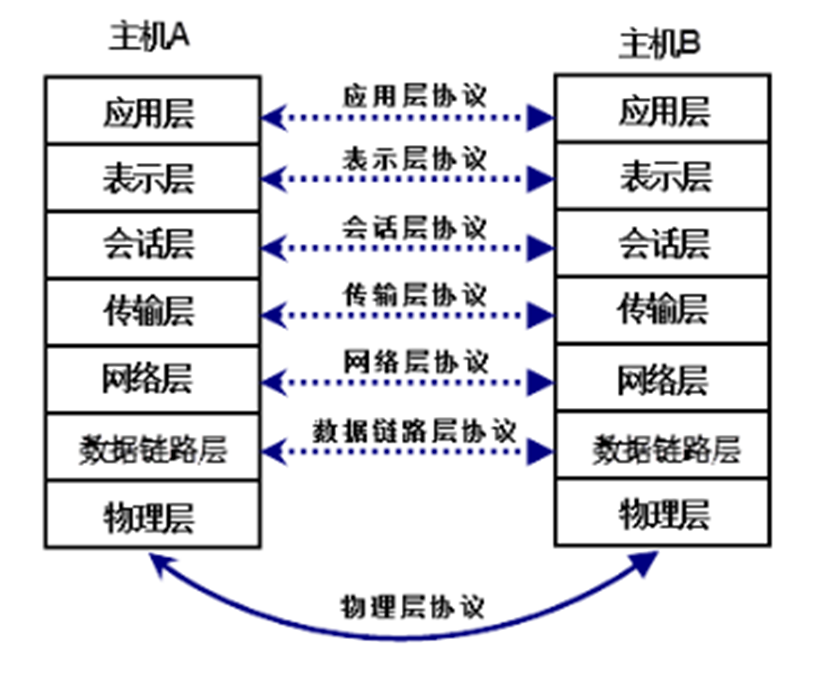 主机A
主机B
应用层
应用层协议
应用层
表示层
表示层协议
表示层
会话层
会话层协议
会话层
传输层
传输层协议
传输层
网络层
网络层协议
网络层
数据链路层
数据链路层协议
数据链路层
物理层
物理层
物理层协议